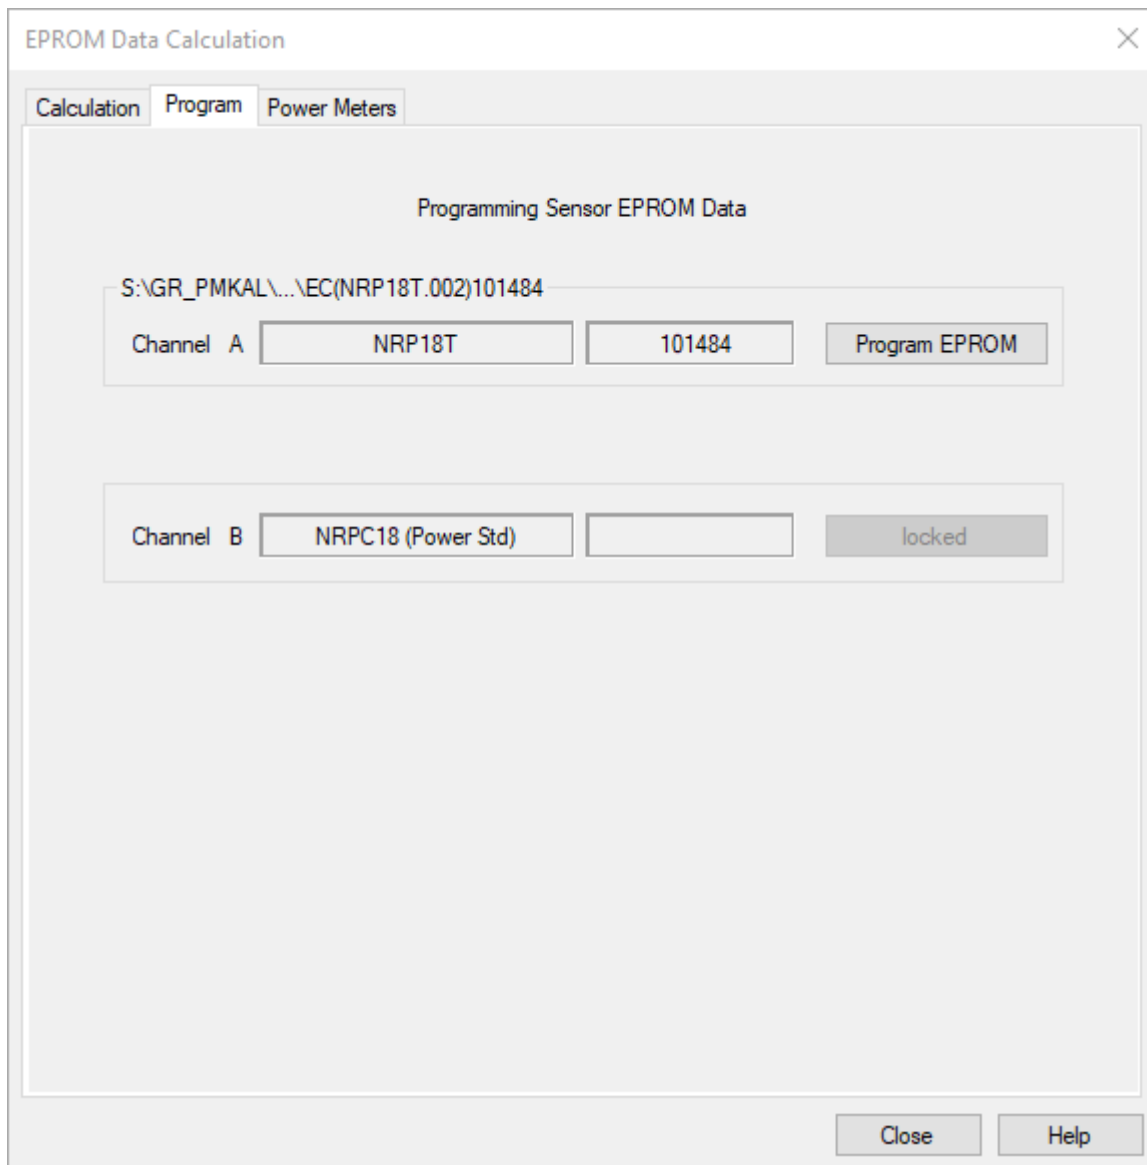 EPROM Data Calculation
Calculation Program Power Meters
Programming Sensor EPROM Data
S:\GR_PMKAL\...\EC(NRP18T.002)101484
Channel A NRP18T 101484 Program EPROM
Channel B NRPC18 (Power Std) locked
Close Help